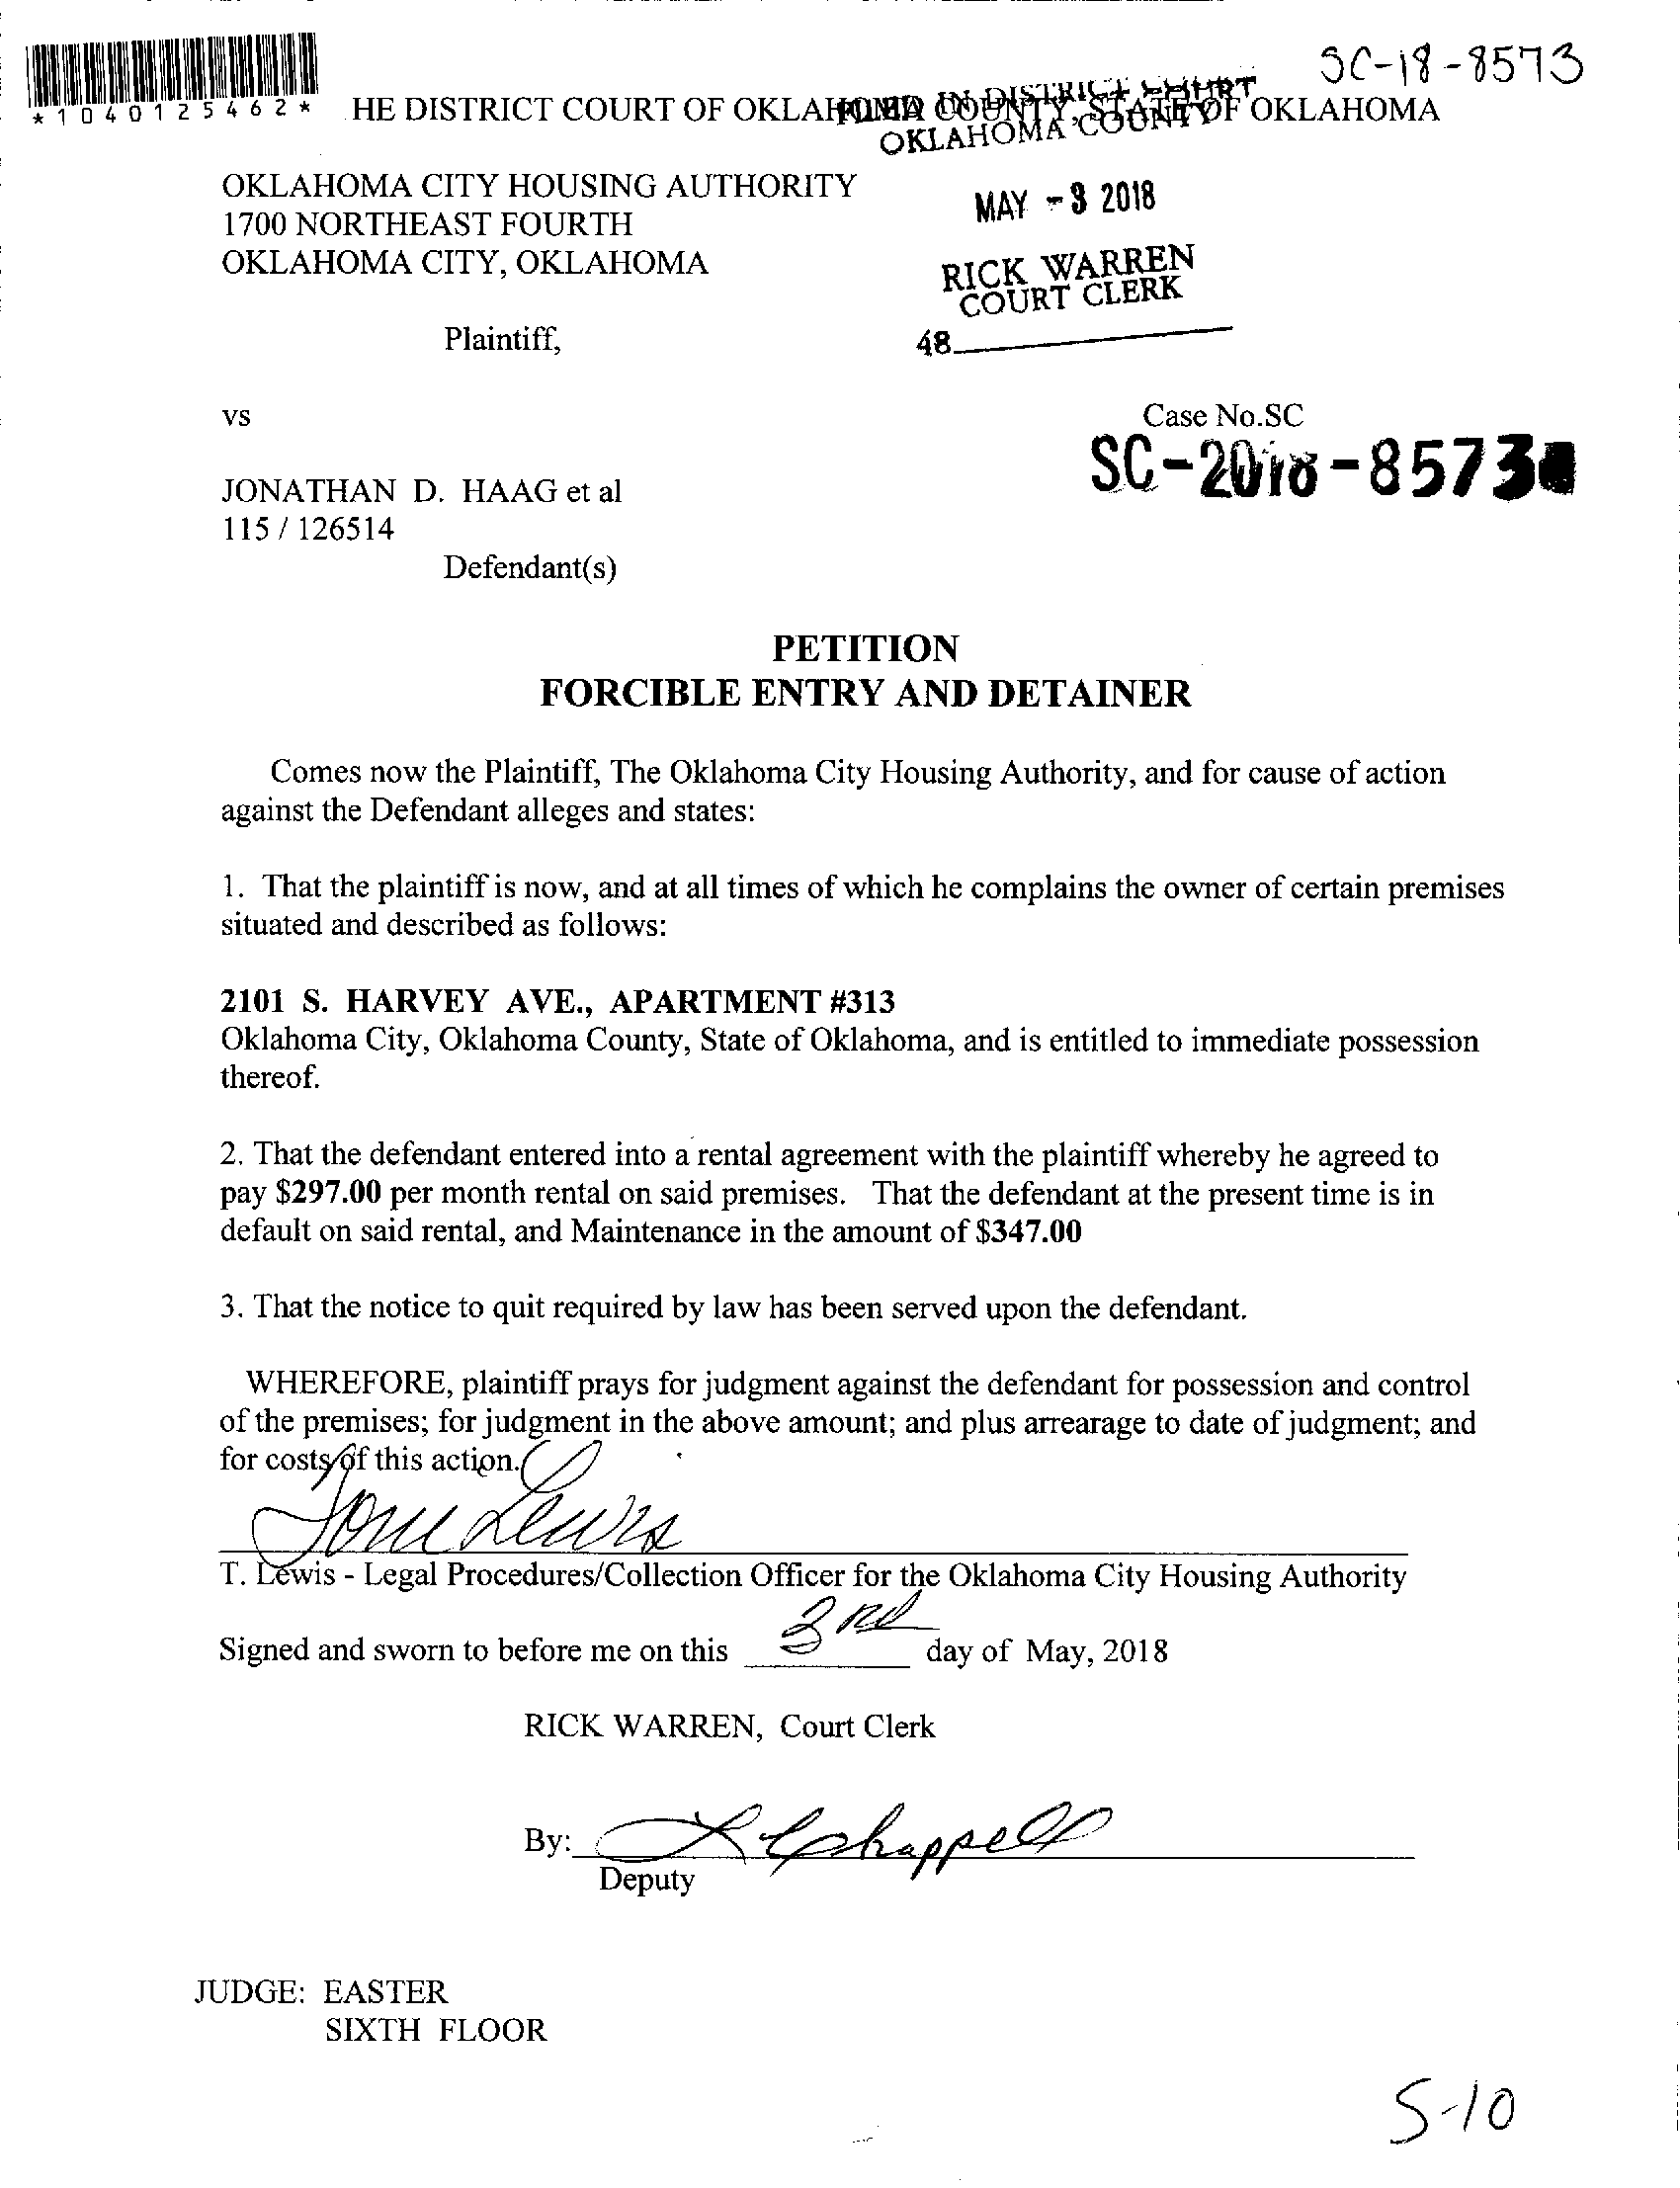 SC-18-8573
*1040125462*
HE DISTRICT COURT OF OKLAHOMA COUNTY, STATE OF OKLAHOMA
FILED IN DISTRICT COURT
OKLAHOMA COUNTY
OKLAHOMA CITY HOUSING AUTHORITY
1700 NORTHEAST FOURTH
OKLAHOMA CITY, OKLAHOMA
MAY -3 2018
RICK WARREN
COURT CLERK
48
Plaintiff,
vs
Case No.SC
SC-2018-8573
JONATHAN D. HAAG et al
115 / 126514
Defendant(s)
PETITION
FORCIBLE ENTRY AND DETAINER
Comes now the Plaintiff, The Oklahoma City Housing Authority, and for cause of action
against the Defendant alleges and states:
1. That the plaintiff is now, and at all times of which he complains the owner of certain premises
situated and described as follows:
2101 S. HARVEY AVE., APARTMENT #313
Oklahoma City, Oklahoma County, State of Oklahoma, and is entitled to immediate possession
thereof.
2. That the defendant entered into a rental agreement with the plaintiff whereby he agreed to
pay $297.00 per month rental on said premises. That the defendant at the present time is in
default on said rental, and Maintenance in the amount of $347.00
3. That the notice to quit required by law has been served upon the defendant.
WHEREFORE, plaintiff prays for judgment against the defendant for possession and control
of the premises; for judgment in the above amount; and plus arrearage to date of judgment; and
for costs of this action.
T. Lewis - Legal Procedures/Collection Officer for the Oklahoma City Housing Authority
Signed and sworn to before me on this 3rd day of May, 2018
RICK WARREN, Court Clerk
By: Chappell
Deputy
JUDGE: EASTER
SIXTH FLOOR
5-10